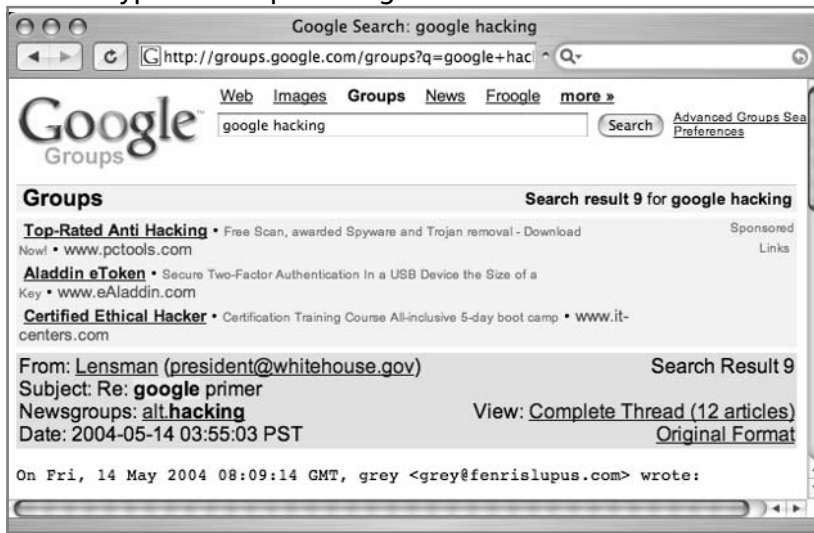 Google Search: google hacking
http://groups.google.com/groups?q=google+hac
Google Groups
Web Images Groups News Froogle more »
google hacking Search Advanced Groups Sea
Preferences
Groups Search result 9 for google hacking
Top-Rated Anti Hacking • Free Scan, awarded Spyware and Trojan removal - Download Sponsored
Now! • www.pctools.com Links
Aladdin eToken • Secure Two-Factor Authentication In a USB Device the Size of a
Key • www.eAladdin.com
Certified Ethical Hacker • Certification Training Course All-inclusive 5-day boot camp • www.it-
centers.com
From: Lensman (president@whitehouse.gov) Search Result 9
Subject: Re: google primer
Newsgroups: alt.hacking View: Complete Thread (12 articles)
Date: 2004-05-14 03:55:03 PST Original Format
On Fri, 14 May 2004 08:09:14 GMT, grey <grey@fenrislupus.com> wrote: